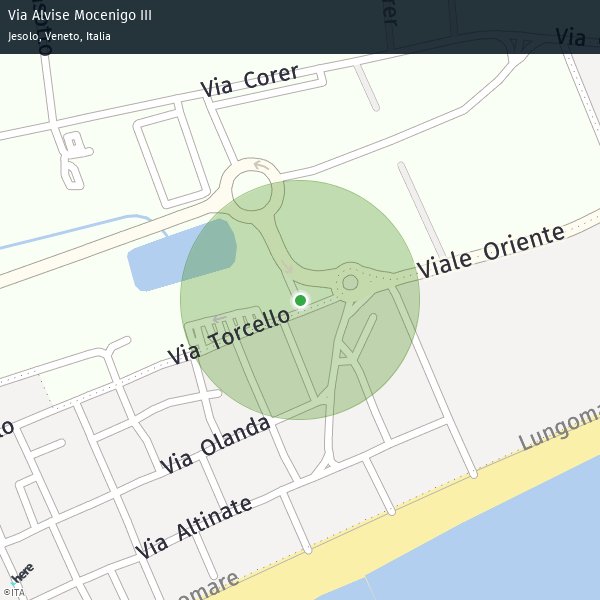 Via Alvise Mocenigo III
Jesolo, Veneto, Italia
Via
Via Corer
Viale Oriente
Via Torcello
Via Olanda
Via Altinate
here
©ITA